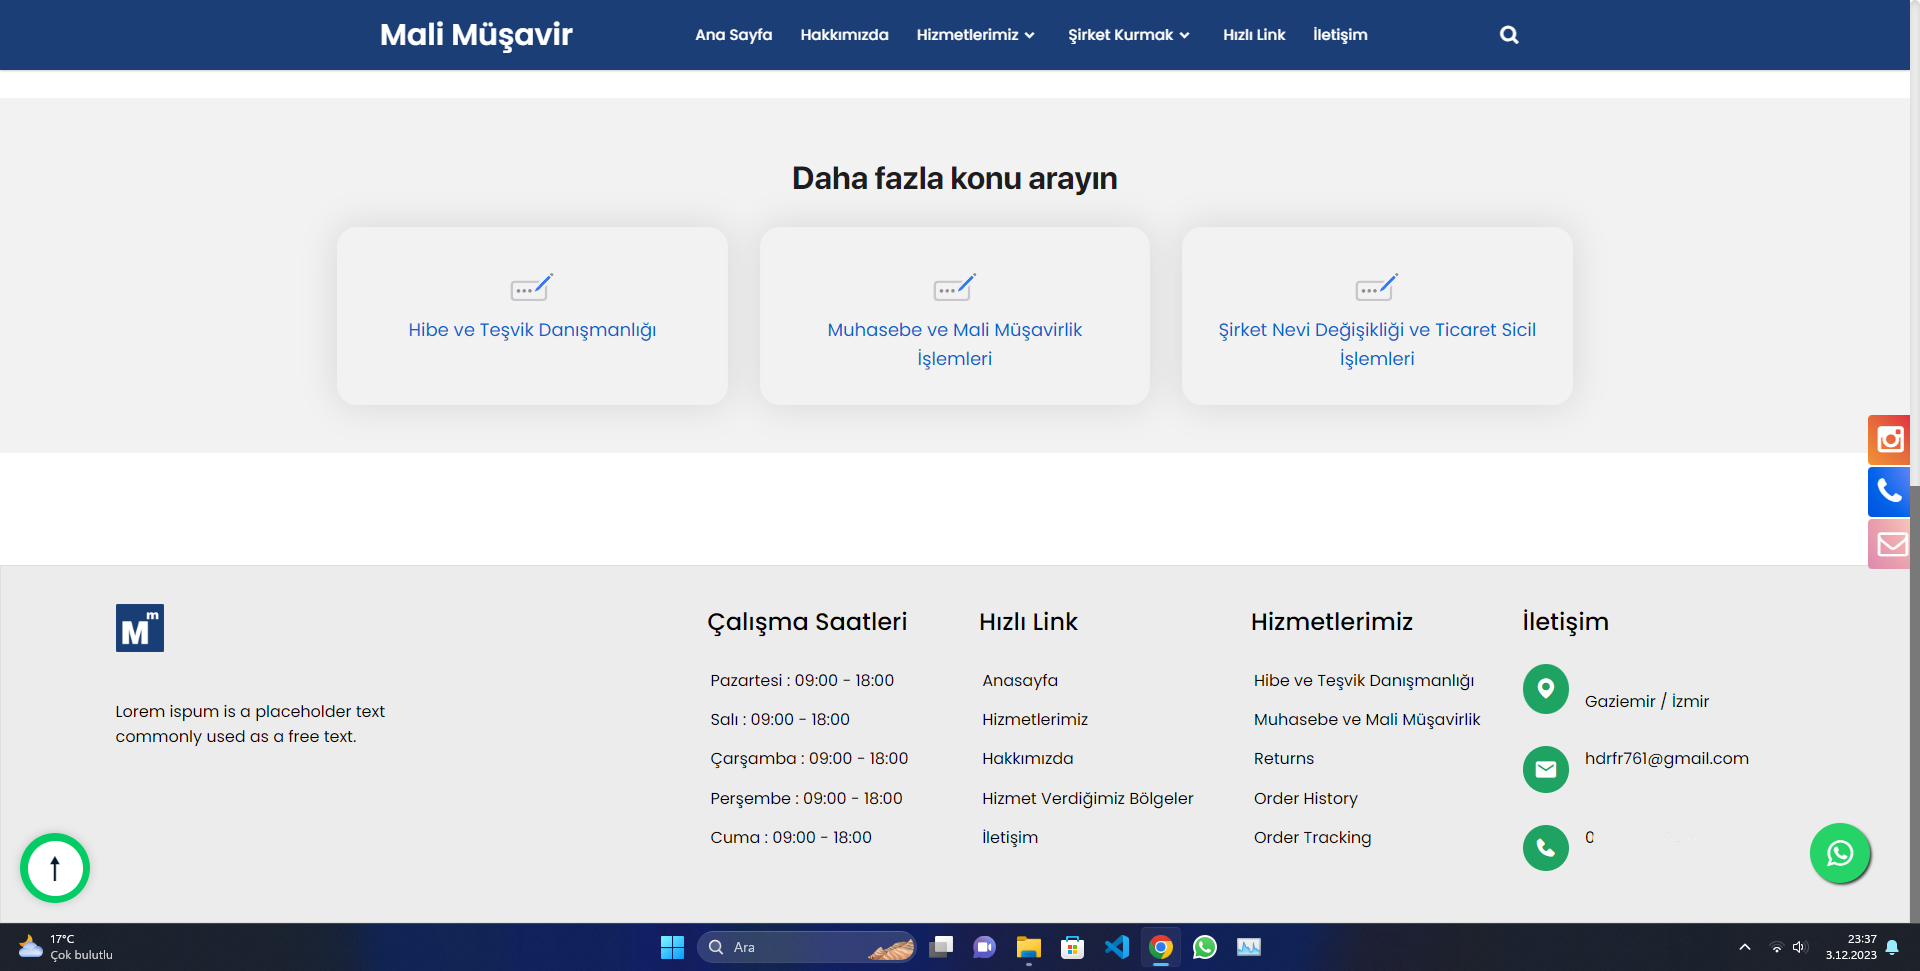 Mali Müşavir
Ana Sayfa
Hakkımızda
Hizmetlerimiz
Şirket Kurmak
Hızlı Link
İletişim
Daha fazla konu arayın
Hibe ve Teşvik Danışmanlığı
Muhasebe ve Mali Müşavirlik
İşlemleri
Şirket Nevi Değişikliği ve Ticaret Sicil
İşlemleri
Mm
Lorem ispum is a placeholder text
commonly used as a free text.
Çalışma Saatleri
Pazartesi : 09:00 - 18:00
Salı : 09:00 - 18:00
Çarşamba : 09:00 - 18:00
Perşembe : 09:00 - 18:00
Cuma : 09:00 - 18:00
Hızlı Link
Anasayfa
Hizmetlerimiz
Hakkımızda
Hizmet Verdiğimiz Bölgeler
İletişim
Hizmetlerimiz
Hibe ve Teşvik Danışmanlığı
Muhasebe ve Mali Müşavirlik
Returns
Order History
Order Tracking
İletişim
Gaziemir / İzmir
hdrfr761@gmail.com
0
17°C
Çok bulutlu
Ara
23:37
3.12.2023